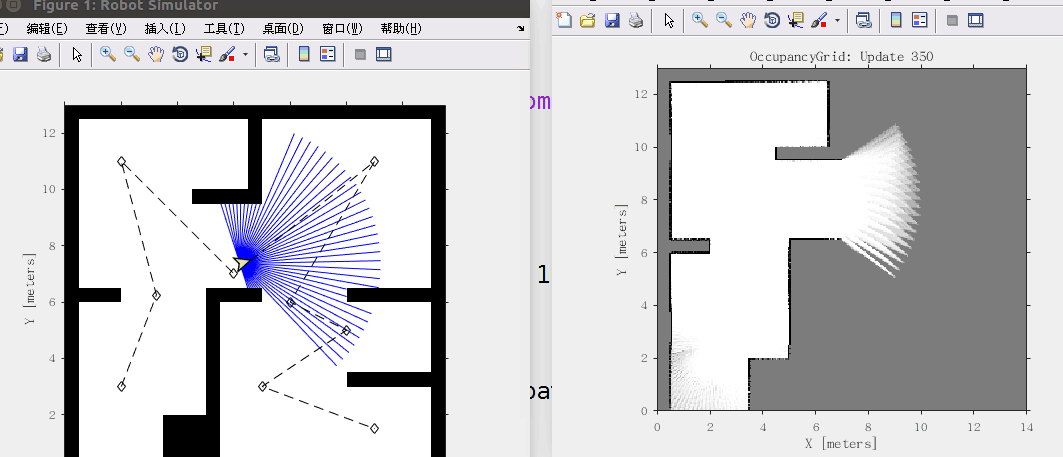 Figure 1: Robot Simulator
E) 编辑(E) 查看(V) 插入(I) 工具(T) 桌面(D) 窗口(W) 帮助(H)
12
10
8
6
4
2
Y [meters]
om
1
pa
OccupancyGrid: Update 350
12
10
8
6
4
2
0
Y [meters]
0 2 4 6 8 10 12 14
X [meters]